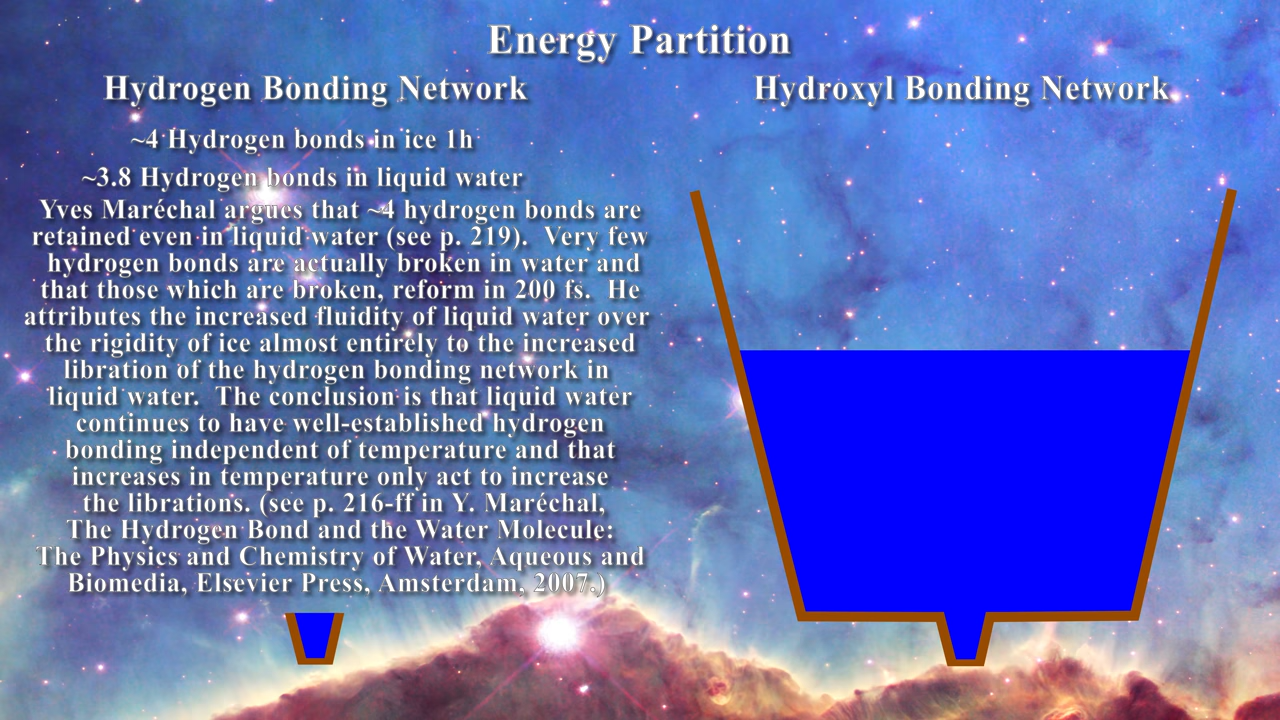 Energy Partition
Hydrogen Bonding Network
Hydroxyl Bonding Network
~4 Hydrogen bonds in ice 1h
~3.8 Hydrogen bonds in liquid water
Yves Maréchal argues that ~4 hydrogen bonds are
retained even in liquid water (see p. 219).  Very few
hydrogen bonds are actually broken in water and
that those which are broken, reform in 200 fs.  He
attributes the increased fluidity of liquid water over
the rigidity of ice almost entirely to the increased
libration of the hydrogen bonding network in
liquid water.  The conclusion is that liquid water
continues to have well-established hydrogen
bonding independent of temperature and that
increases in temperature only act to increase
the librations. (see p. 216-ff in Y. Maréchal,
The Hydrogen Bond and the Water Molecule:
The Physics and Chemistry of Water, Aqueous and
Biomedia, Elsevier Press, Amsterdam, 2007.)